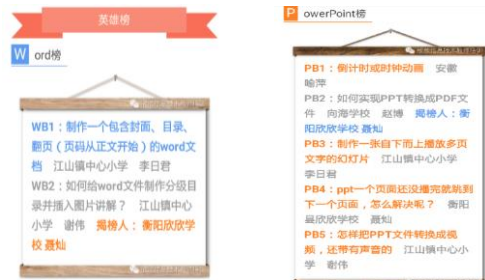 英雄榜
Word榜
WB1：制作一个包含封面、目录、
翻页（页码从正文开始）的word文
档 江山镇中心小学 李日君
WB2：如何给word文件制作分级目
录并插入图片讲解？ 江山镇中心
小学 谢伟 揭榜人： 衡阳欣欣学
校 聂灿
PowerPoint榜
PB1：倒计时或时钟动画 安徽
喻萍
PB2：如何实现PPT转换成PDF文
件 向海学校 赵博 揭榜人：衡
阳欣欣学校 聂灿
PB3：制作一张自下而上播放多页
文字的幻灯片 江山镇中心小学
李日君
PB4：ppt一个页面还没播完就跳到
下一个页面，怎么解决呢？ 衡阳
县欣欣学校 聂灿
PB5：怎样把PPT文件转换成视
频，还带有声音的 江山镇中心小
学 谢伟